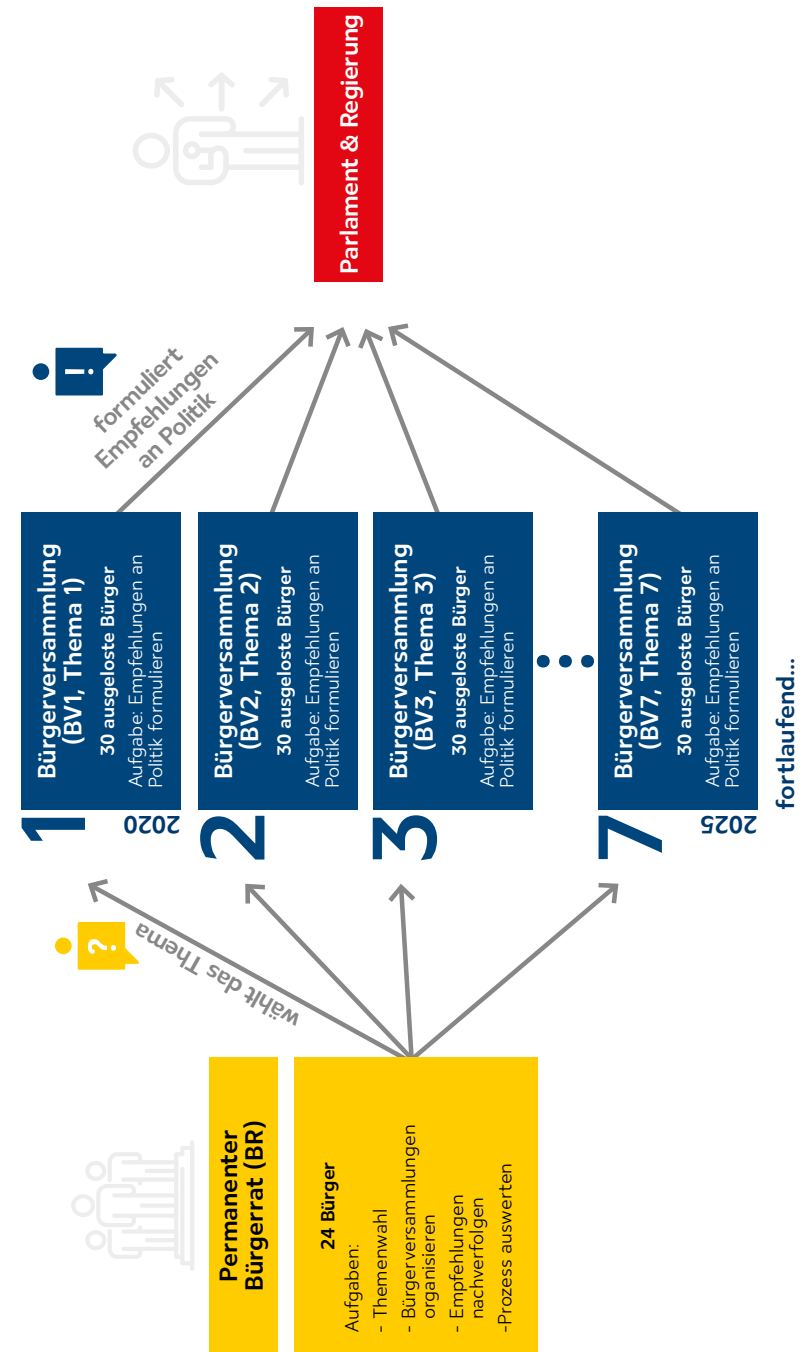 Permanenter
Bürgerrat (BR)
24 Bürger
Aufgaben:
- Themenwahl
- Bürgerversammlungen
organisieren
- Empfehlungen
nachverfolgen
-Prozess auswerten
?
wählt das Thema
1
2020
Bürgerversammlung
(BV1, Thema 1)
30 ausgeloste Bürger
Aufgabe: Empfehlungen an
Politik formulieren
2
Bürgerversammlung
(BV2, Thema 2)
30 ausgeloste Bürger
Aufgabe: Empfehlungen an
Politik formulieren
3
Bürgerversammlung
(BV3, Thema 3)
30 ausgeloste Bürger
Aufgabe: Empfehlungen an
Politik formulieren
7
2025
Bürgerversammlung
(BV7, Thema 7)
30 ausgeloste Bürger
Aufgabe: Empfehlungen an
Politik formulieren
fortlaufend...
!
formuliert
Empfehlungen
an Politik
Parlament & Regierung